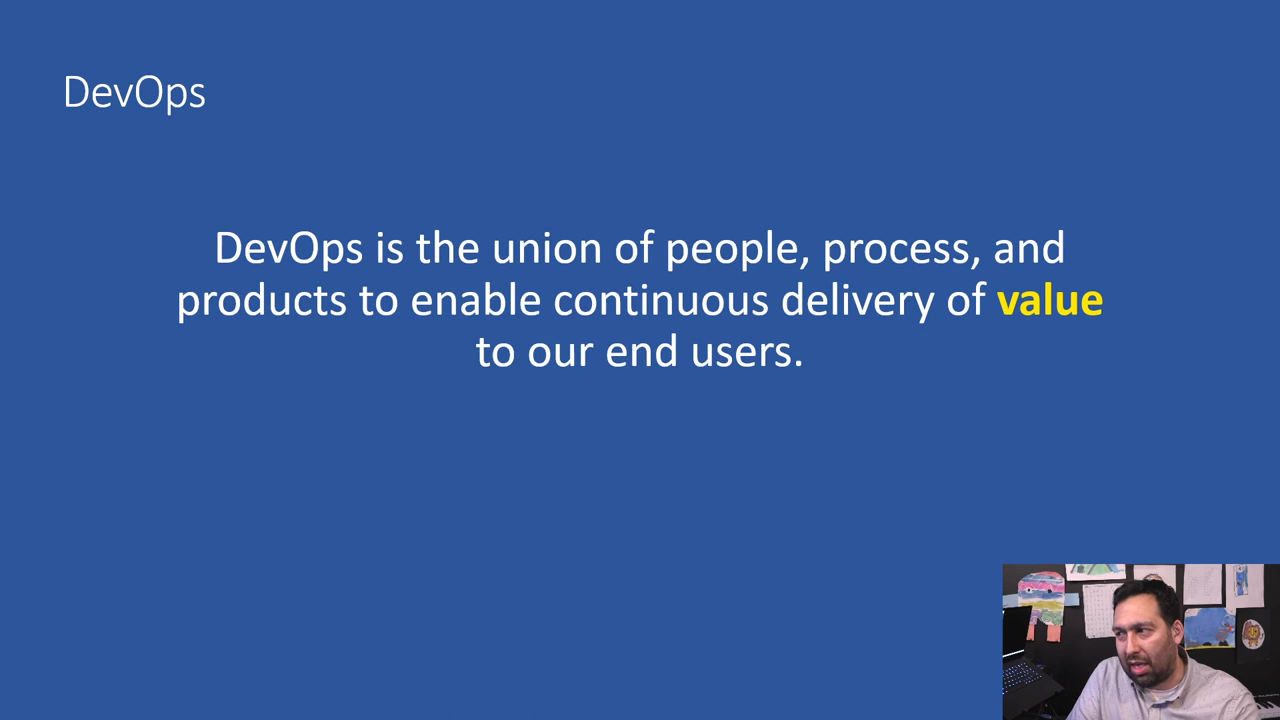 DevOps
DevOps is the union of people, process, and
products to enable continuous delivery of value
to our end users.